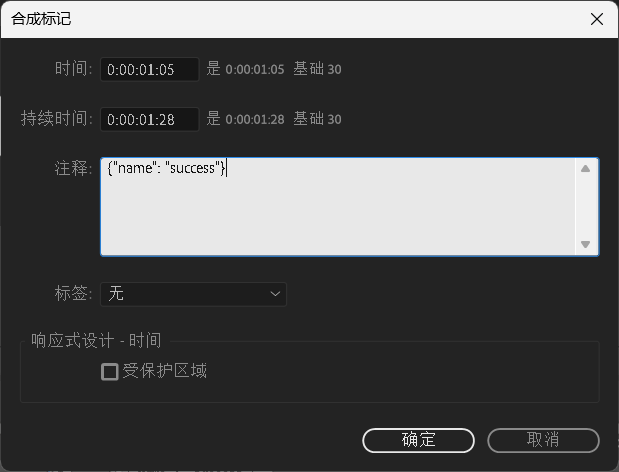 合成标记
时间: 0:00:01:05 是 0:00:01:05 基础 30
持续时间: 0:00:01:28 是 0:00:01:28 基础 30
注释: {"name": "success"}
标签: 无
响应式设计 - 时间
受保护区域
确定 取消